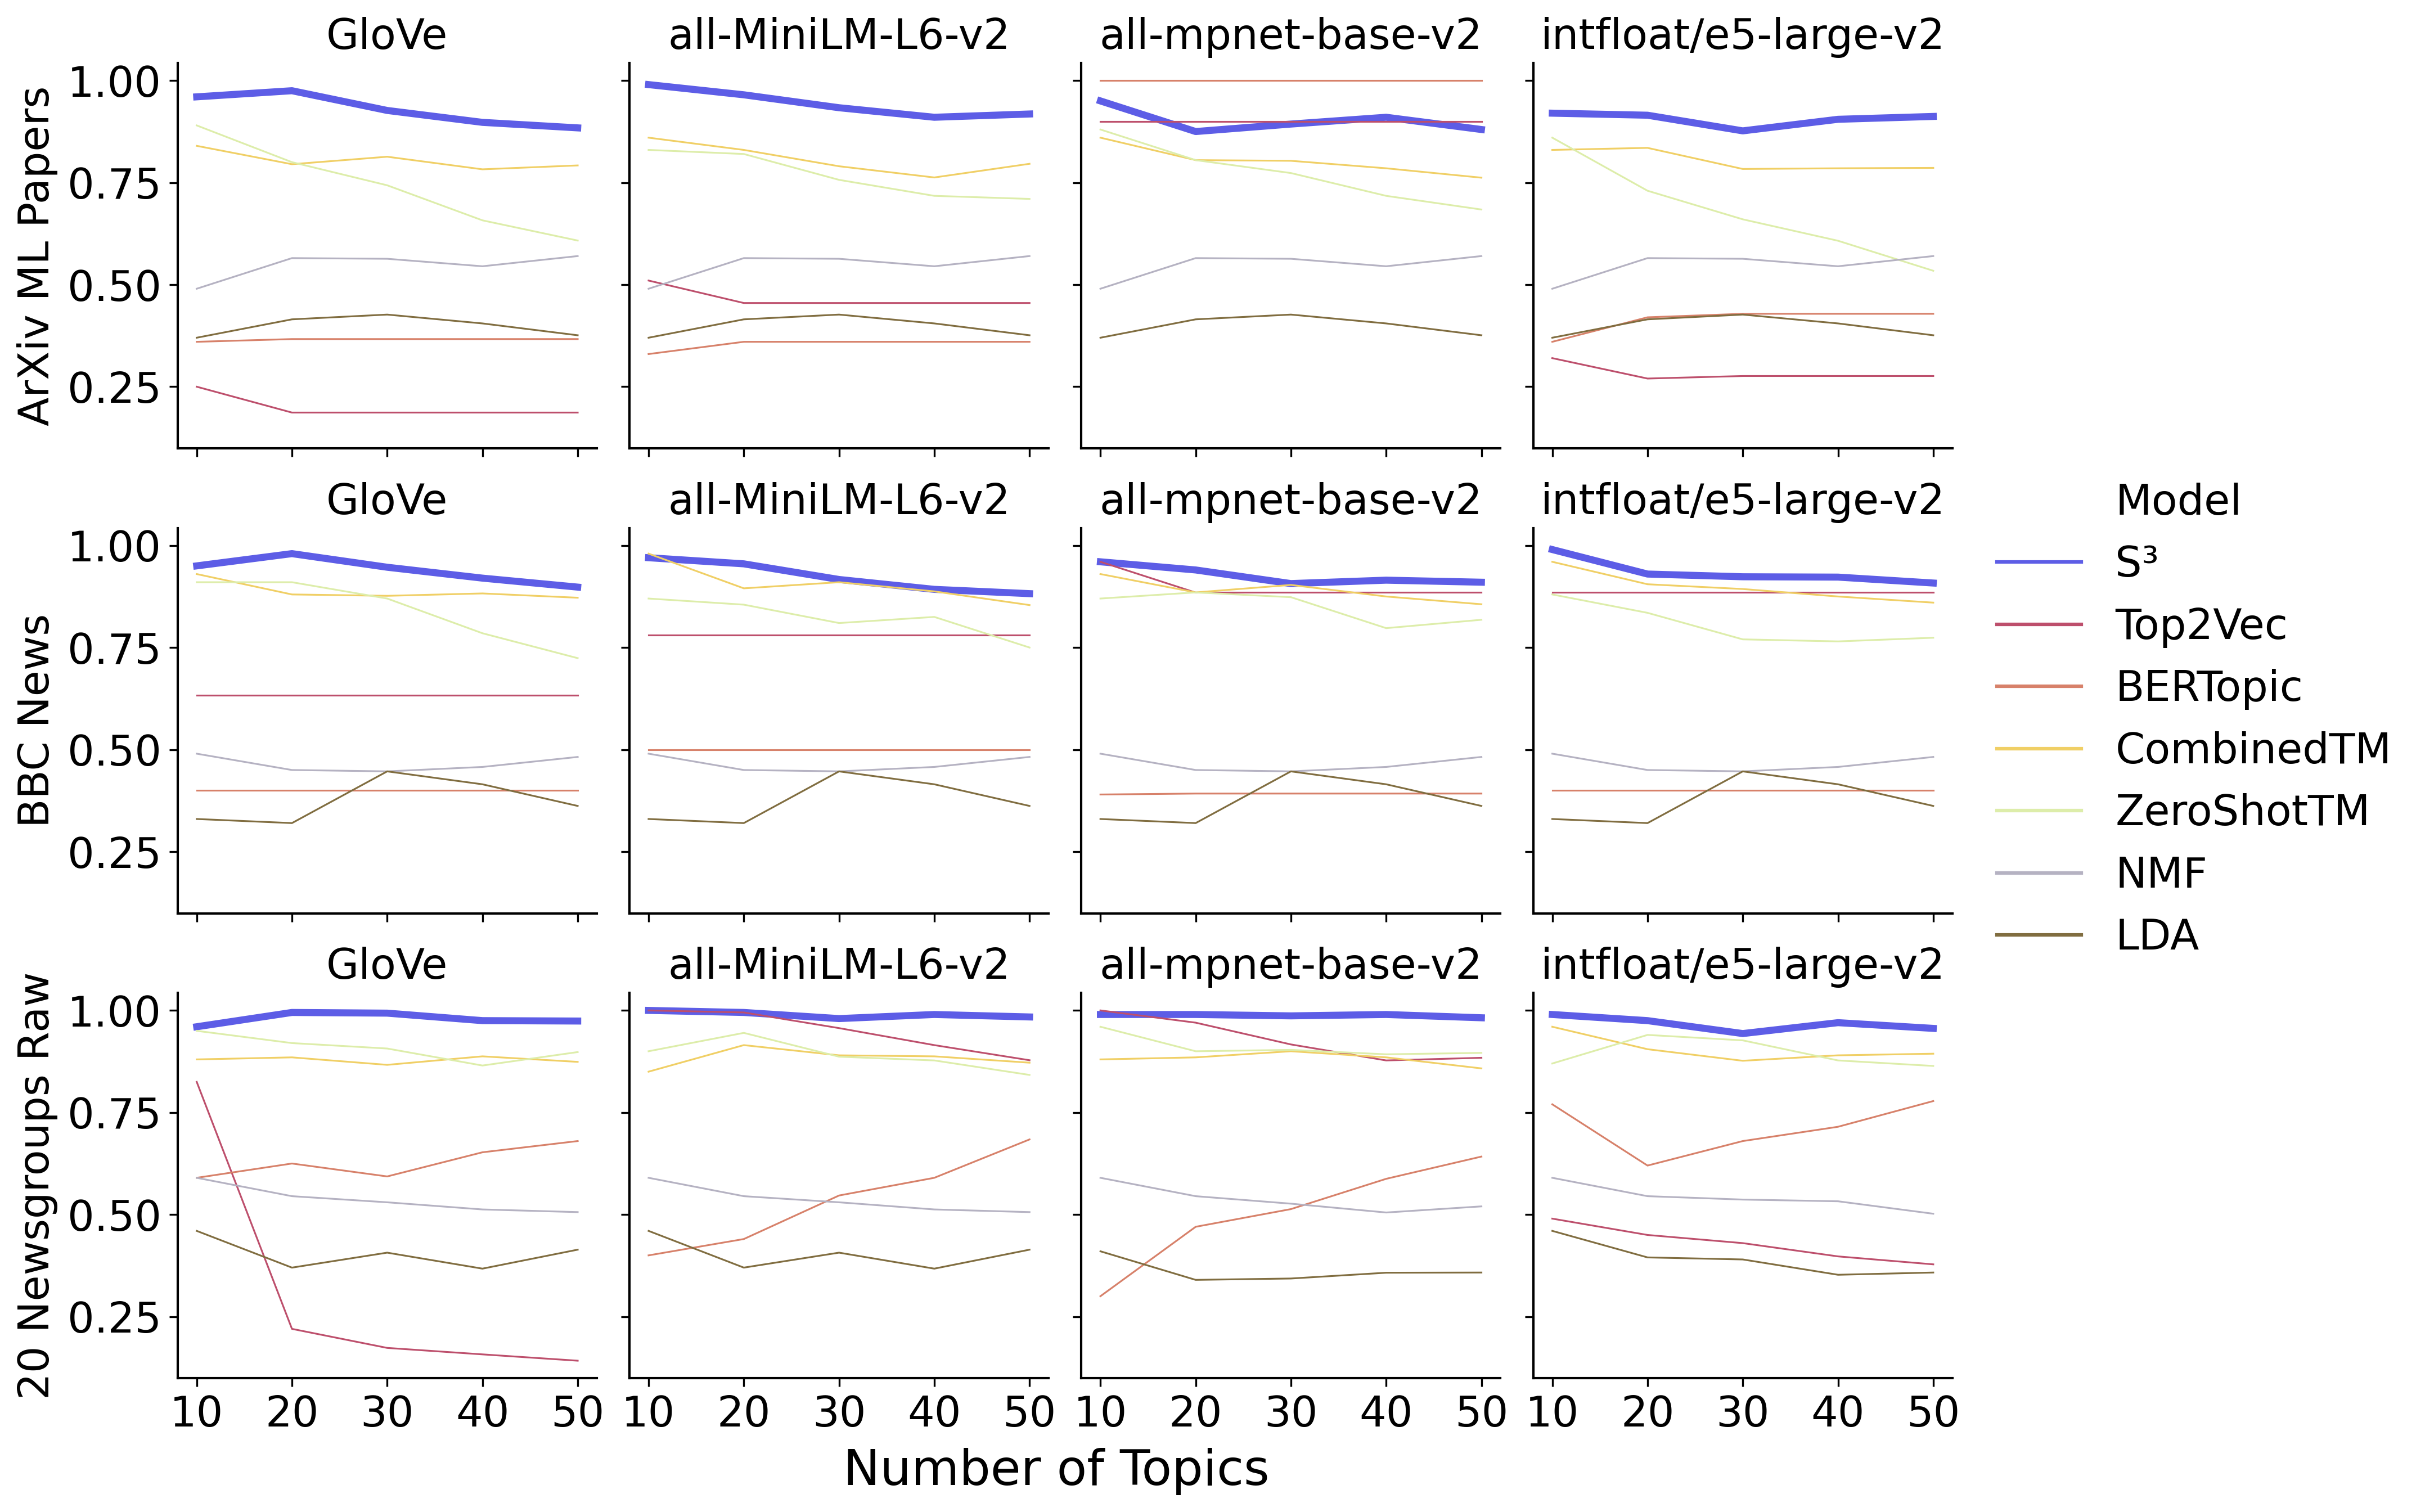 GloVe
all-MiniLM-L6-v2
all-mpnet-base-v2
intfloat/e5-large-v2
ArXiv ML Papers
1.00
0.75
0.50
0.25
GloVe
all-MiniLM-L6-v2
all-mpnet-base-v2
intfloat/e5-large-v2
BBC News
1.00
0.75
0.50
0.25
Model
S³
Top2Vec
BERTopic
CombinedTM
ZeroShotTM
NMF
LDA
GloVe
all-MiniLM-L6-v2
all-mpnet-base-v2
intfloat/e5-large-v2
20 Newsgroups Raw
1.00
0.75
0.50
0.25
10 20 30 40 50
10 20 30 40 50
10 20 30 40 50
10 20 30 40 50
Number of Topics